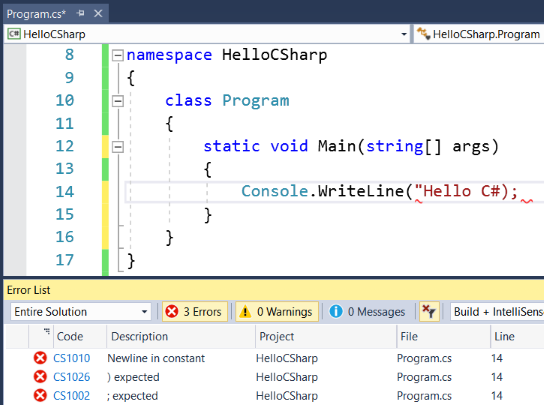 Program.cs*
HelloCSharp HelloCSharp.Program
8 namespace HelloCSharp
9 {
10 class Program
11 {
12 static void Main(string[] args)
13 {
14 Console.WriteLine("Hello C#);
15 }
16 }
17 }
Error List
Entire Solution 3 Errors 0 Warnings 0 Messages Build + IntelliSens
Code Description Project File Line
CS1010 Newline in constant HelloCSharp Program.cs 14
CS1026 ) expected HelloCSharp Program.cs 14
CS1002 ; expected HelloCSharp Program.cs 14